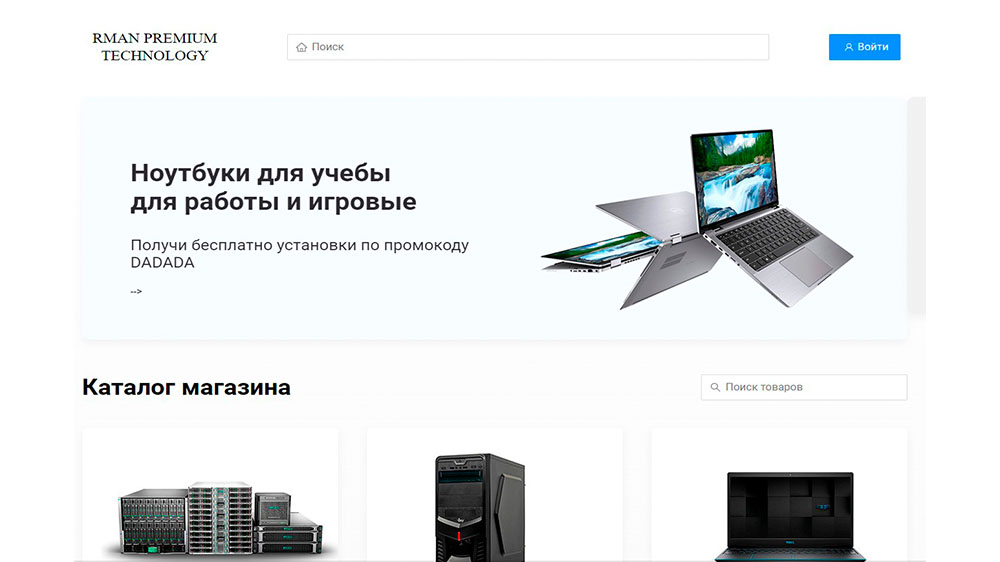 RMAN PREMIUM
TECHNOLOGY
Поиск
Войти
Ноутбуки для учебы
для работы и игровые
Получи бесплатно установки по промокоду
DADADA
-->
Каталог магазина
Поиск товаров